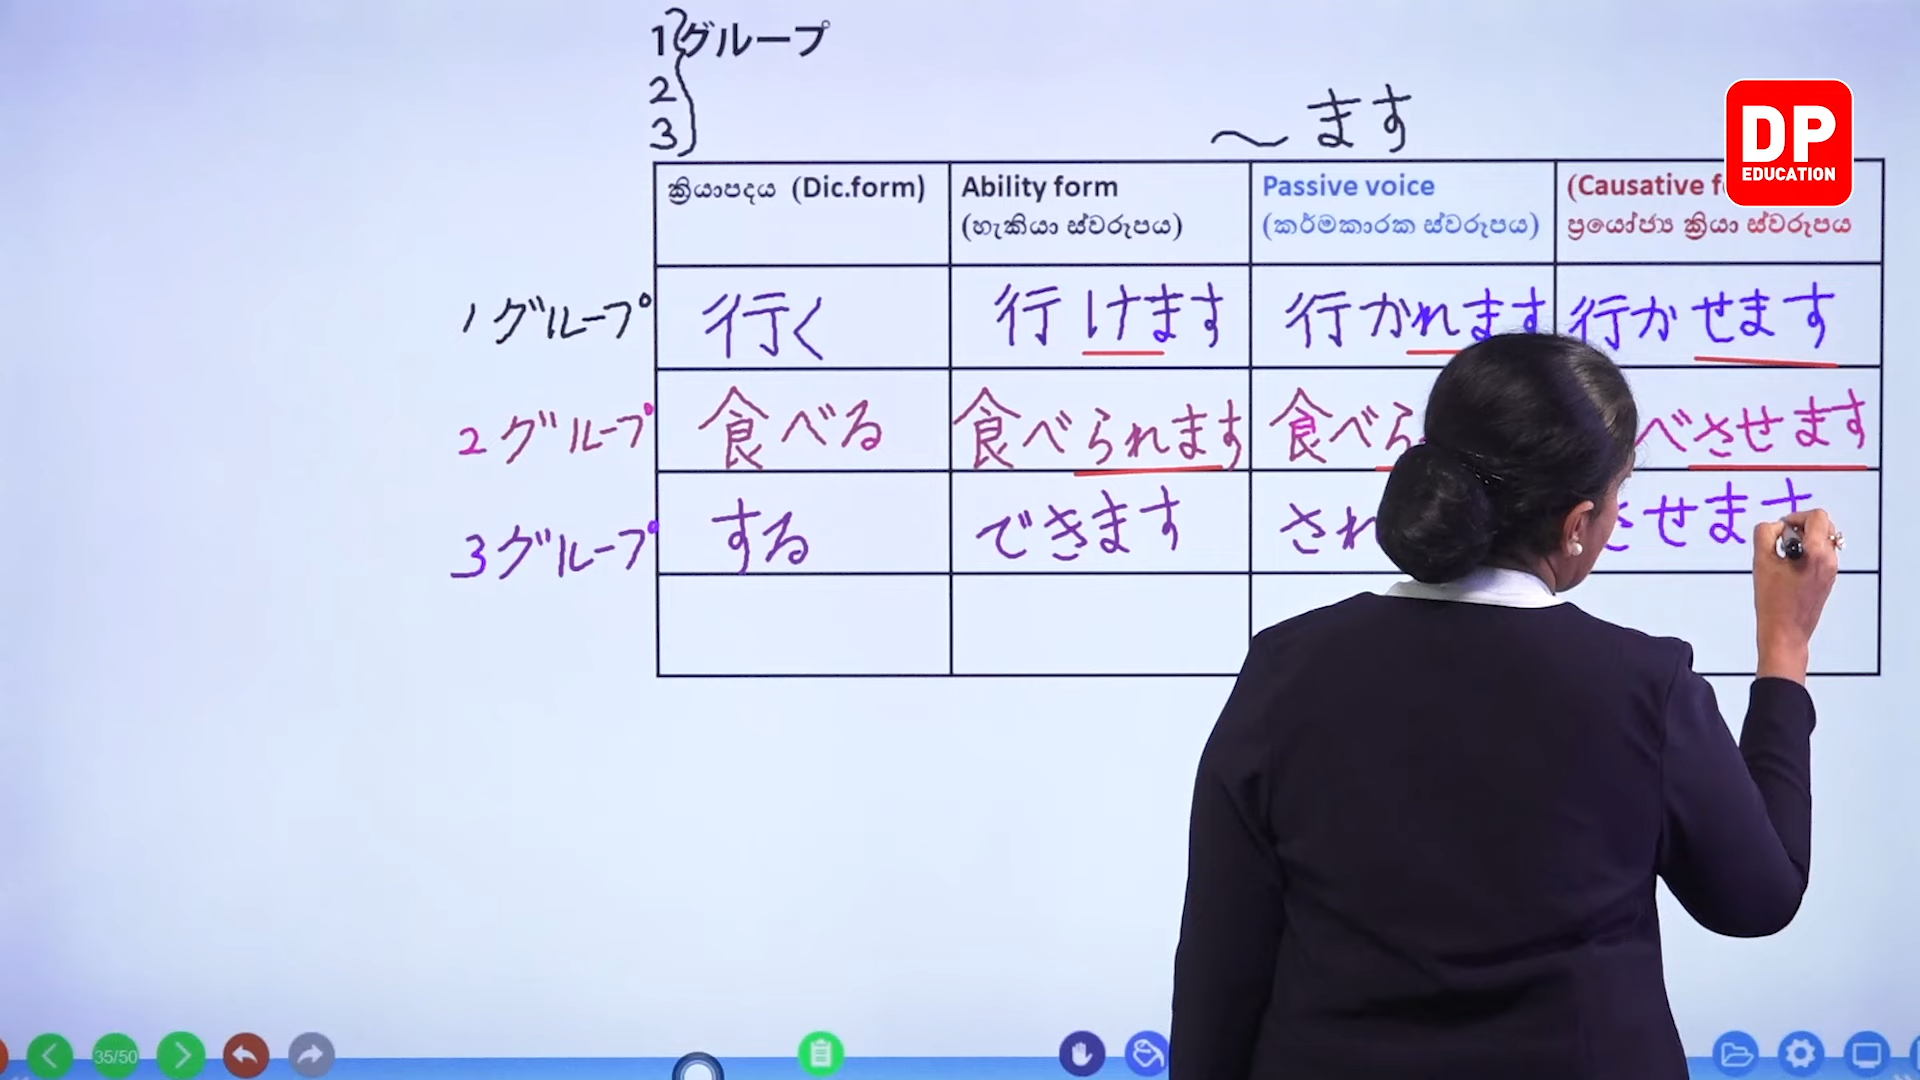 1 グループ
2
3
～ます
DP
EDUCATION
ක්‍රියාපදය (Dic.form)
Ability form
(හැකියා ස්වරූපය)
Passive voice
(කර්මකාරක ස්වරූපය)
(Causative
ප්‍රයෝජ්‍ය ක්‍රියා ස්වරූපය
1グループ 行く 行けます 行かれます 行かせます
2グループ 食べる 食べられます 食べら べさせます
3グループ する できます され させます
35/50